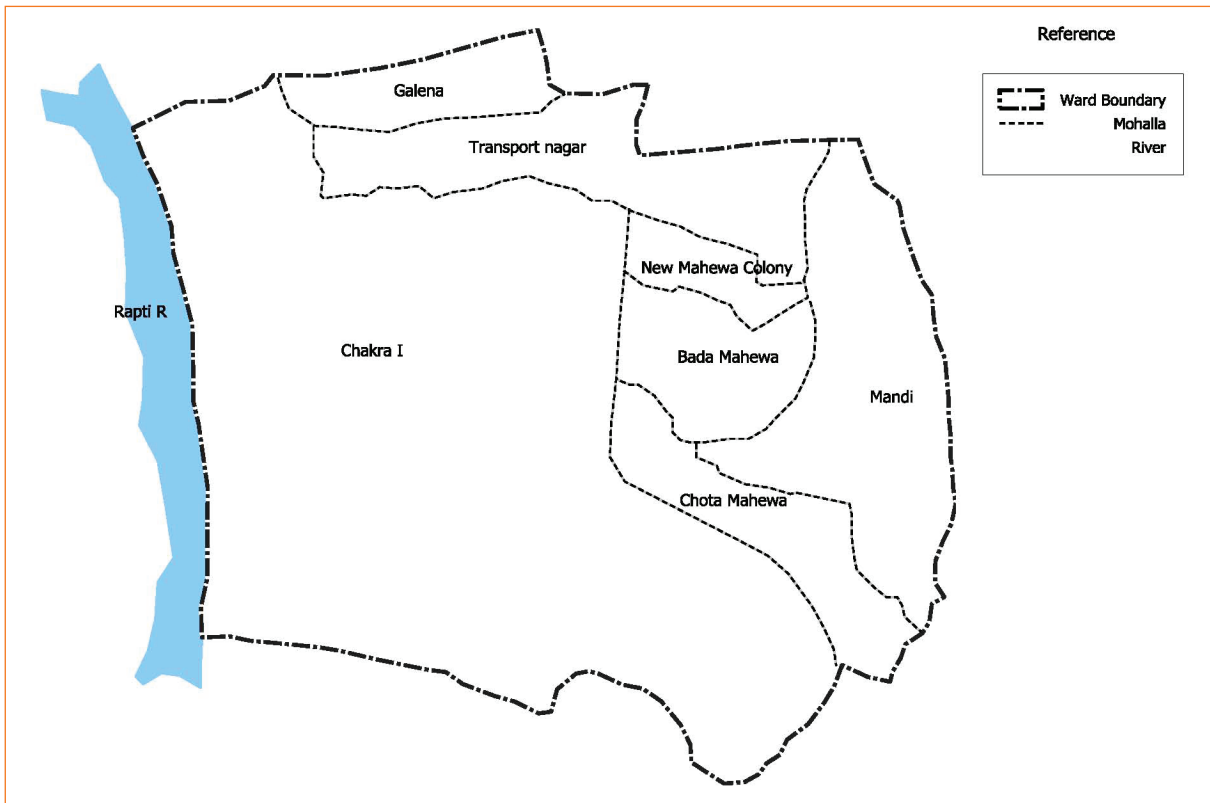 Reference
Ward Boundary
Mohalla
River
Galena
Transport nagar
New Mahewa Colony
Rapti R
Chakra I
Bada Mahewa
Mandi
Chota Mahewa